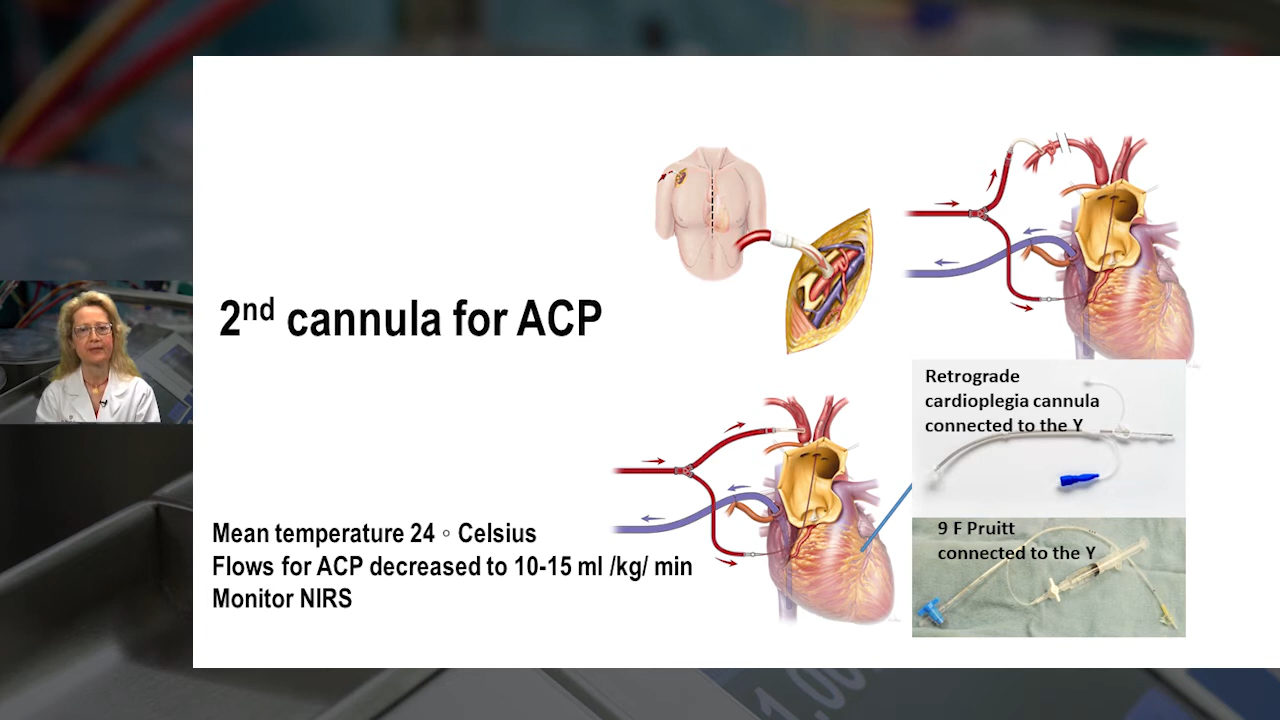 2nd cannula for ACP
Mean temperature 24 ◦ Celsius
Flows for ACP decreased to 10-15 ml /kg/ min
Monitor NIRS
Retrograde
cardioplegia cannula
connected to the Y
9 F Pruitt
connected to the Y